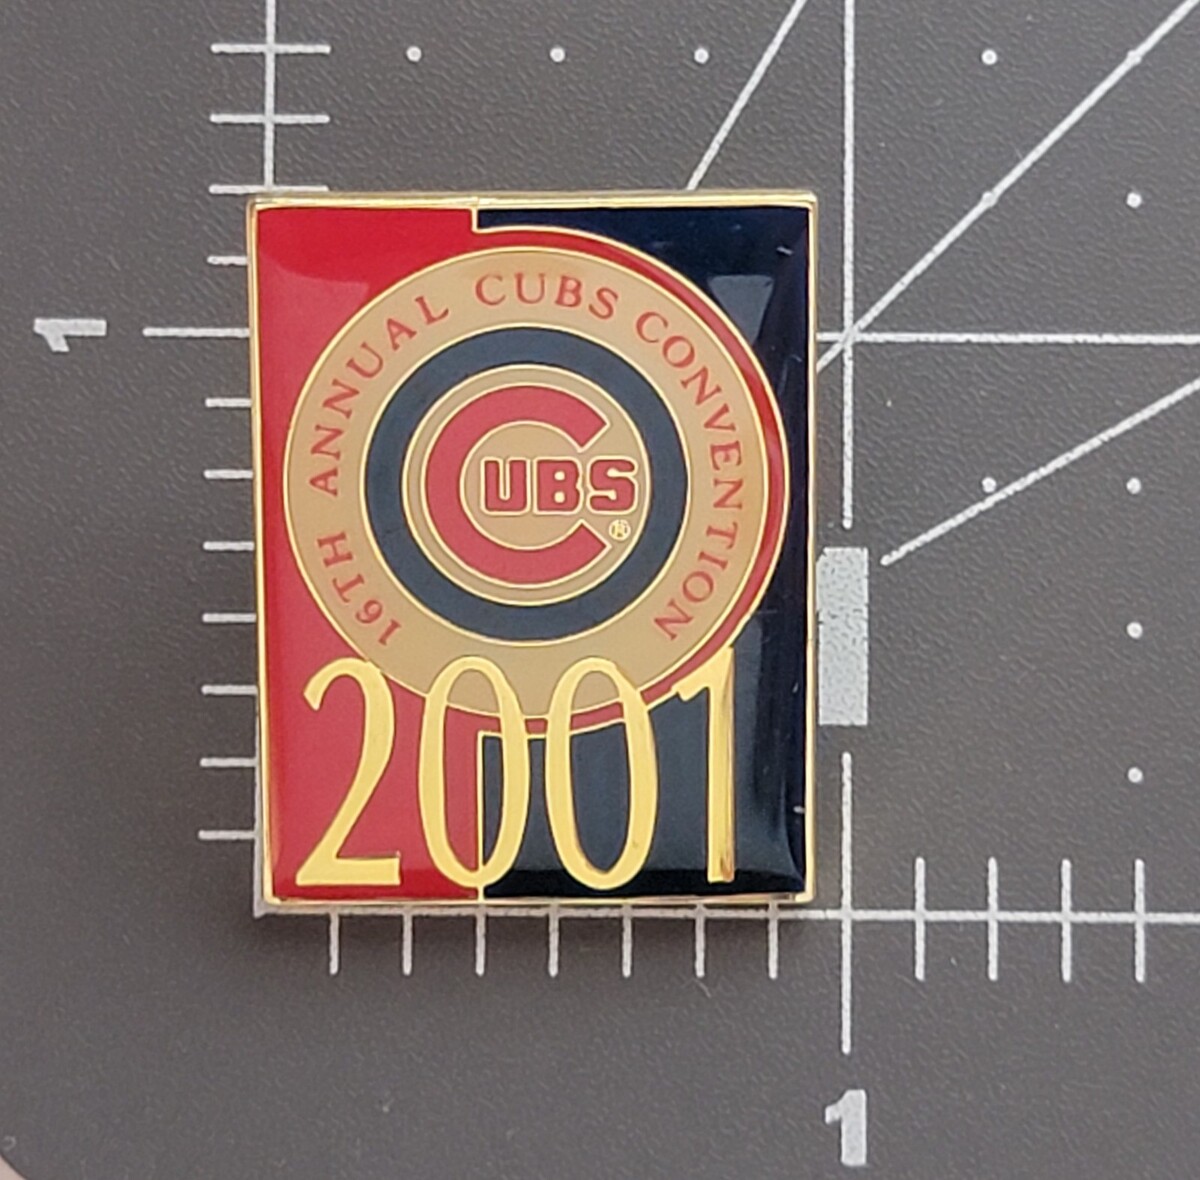 16TH ANNUAL CUBS CONVENTION
CUBS
®
2001
1
1